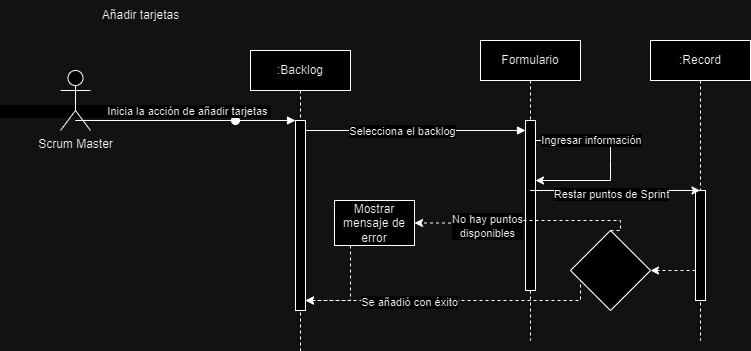 Añadir tarjetas
:Backlog
Formulario
:Record
Inicia la acción de añadir tarjetas
Scrum Master
Selecciona el backlog
Ingresar información
Restar puntos de Sprint
Mostrar
mensaje de
error
No hay puntos
disponibles
Se añadió con éxito